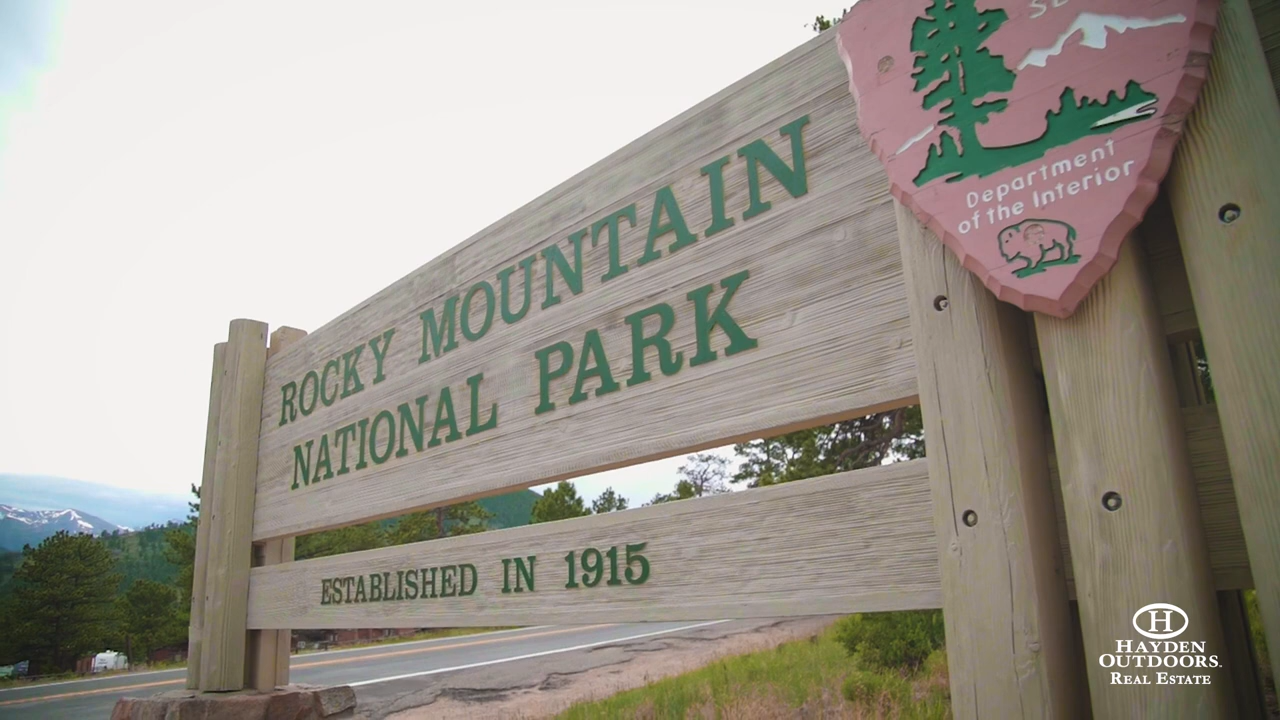 ROCKY MOUNTAIN
NATIONAL PARK
ESTABLISHED IN 1915
Department
of the Interior
H
HAYDEN
OUTDOORS.
REAL ESTATE